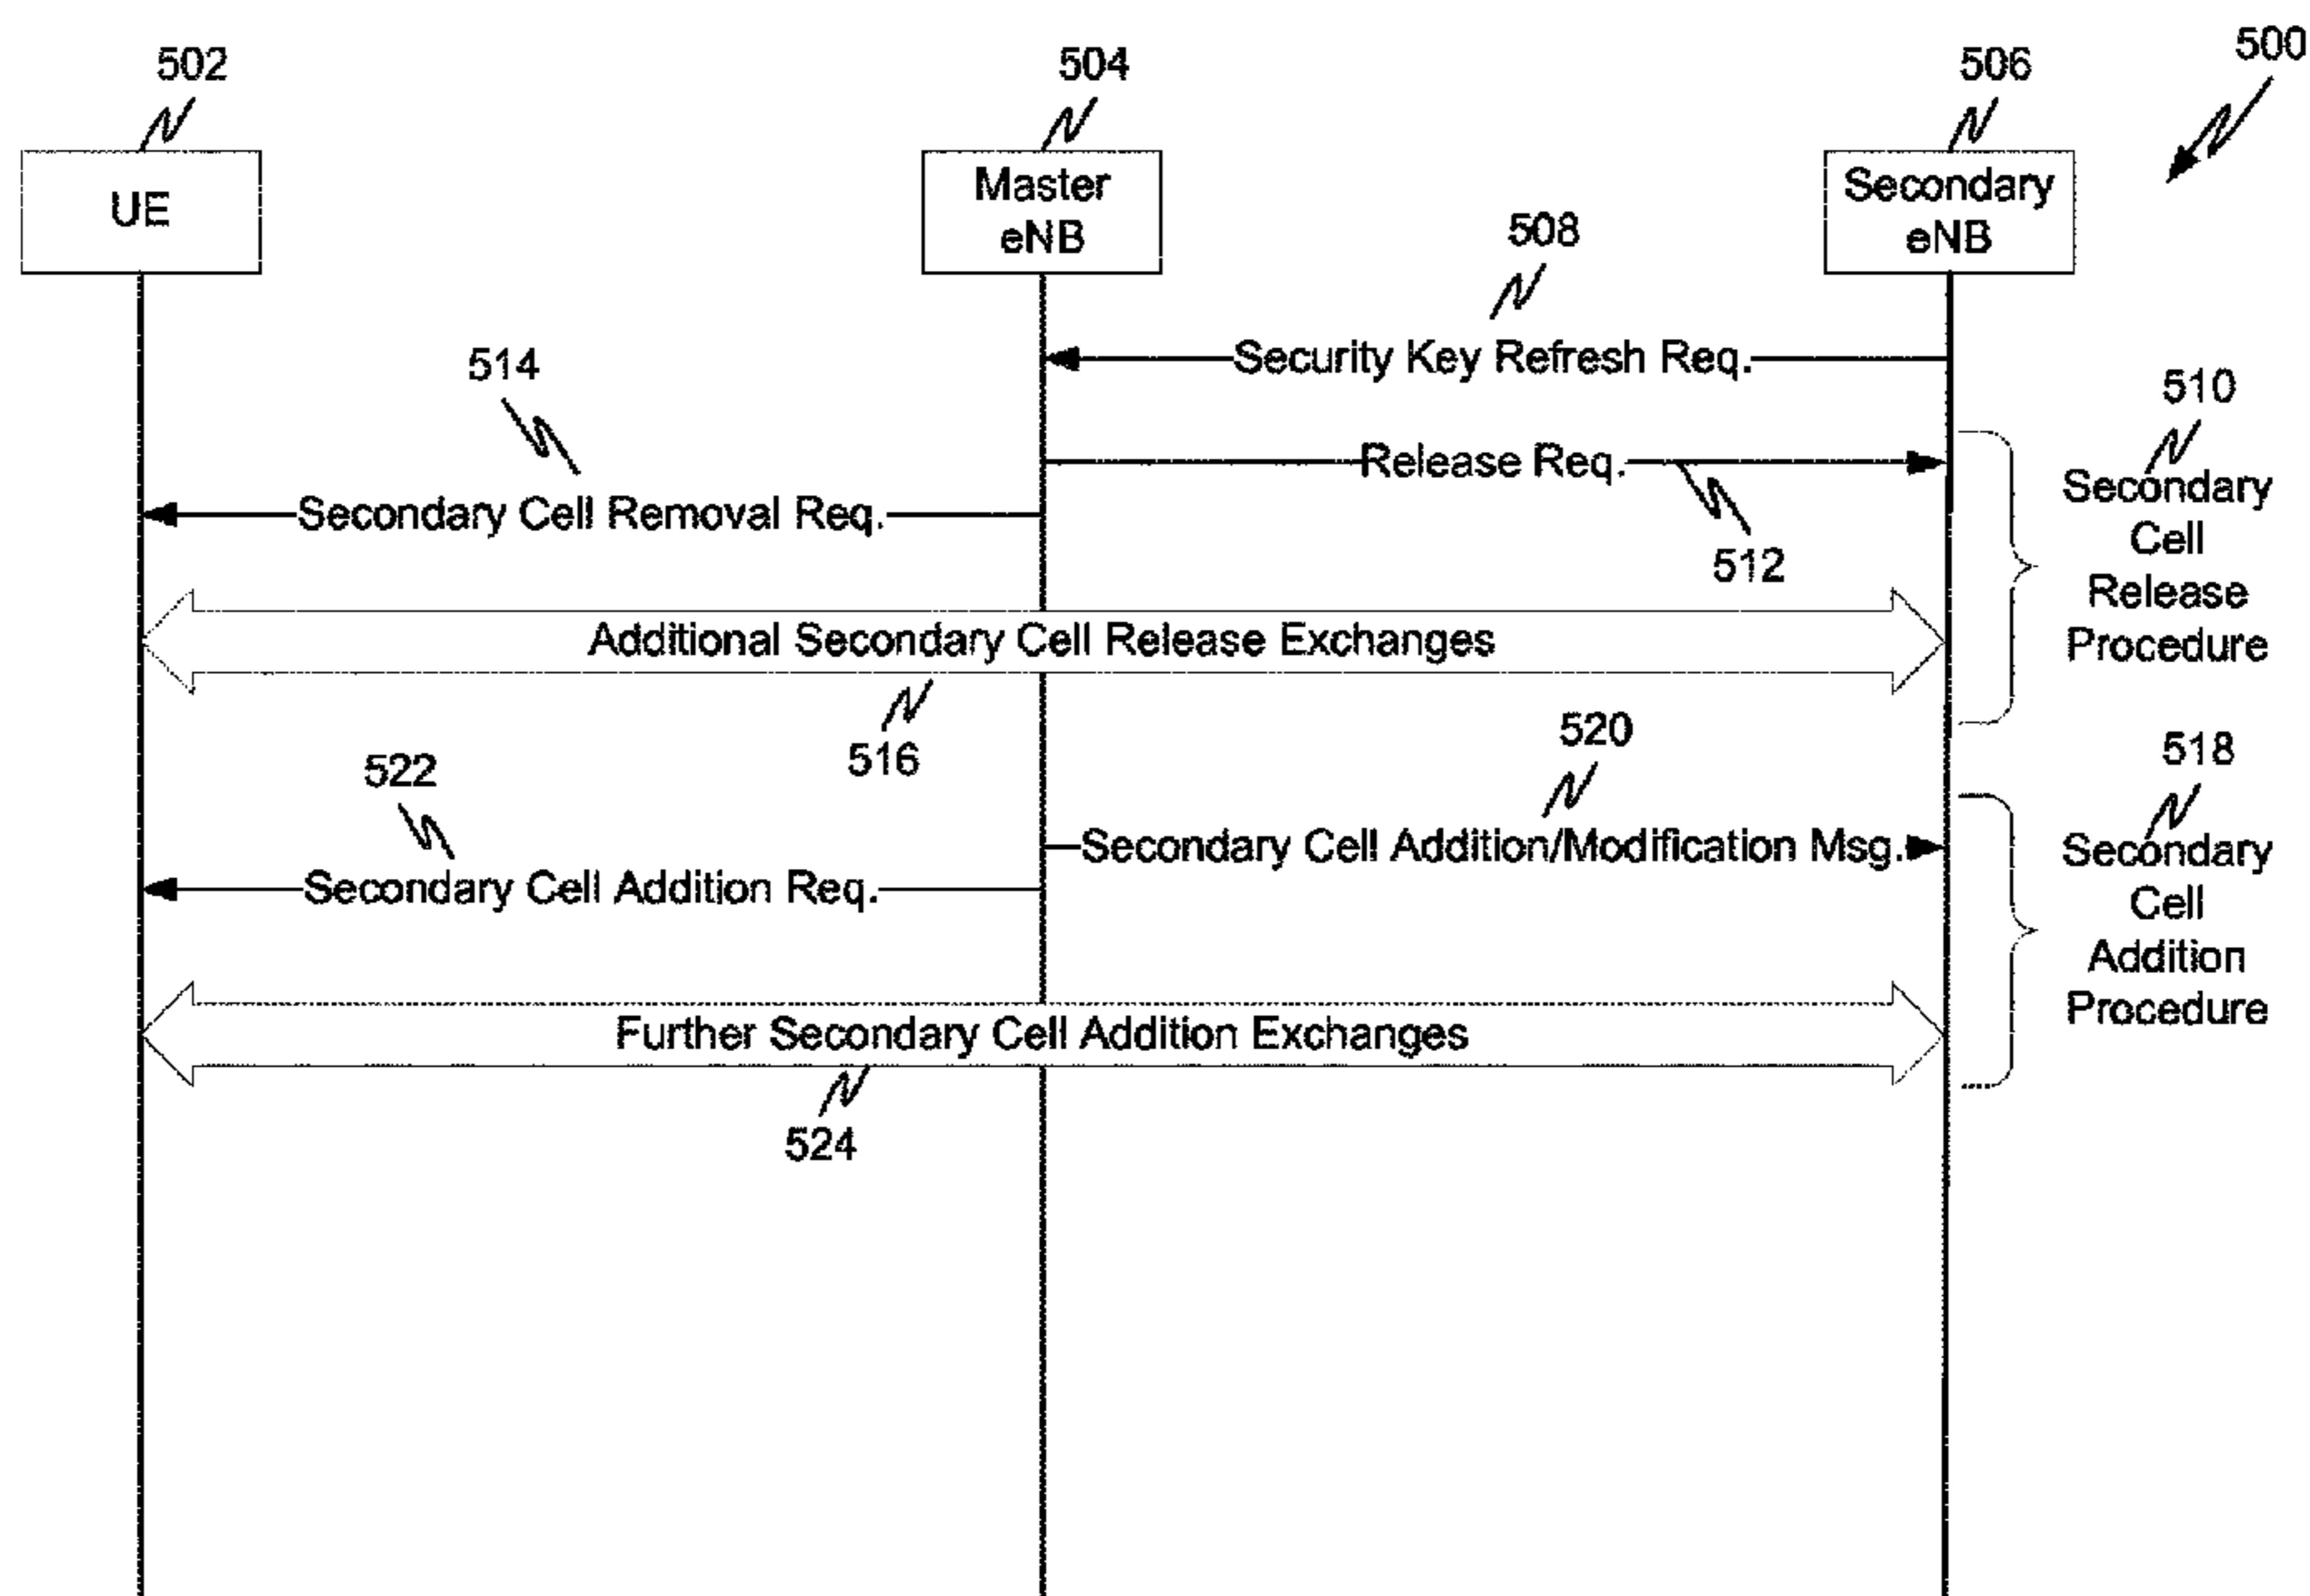 500
502
504
506
UE
Master
eNB
Secondary
eNB
508
Security Key Refresh Req.
514
510
Release Req.
Secondary
Cell
Release
Procedure
Secondary Cell Removal Req.
512
Additional Secondary Cell Release Exchanges
516
520
518
522
Secondary Cell Addition/Modification Msg.
Secondary
Cell
Addition
Procedure
Secondary Cell Addition Req.
Further Secondary Cell Addition Exchanges
524